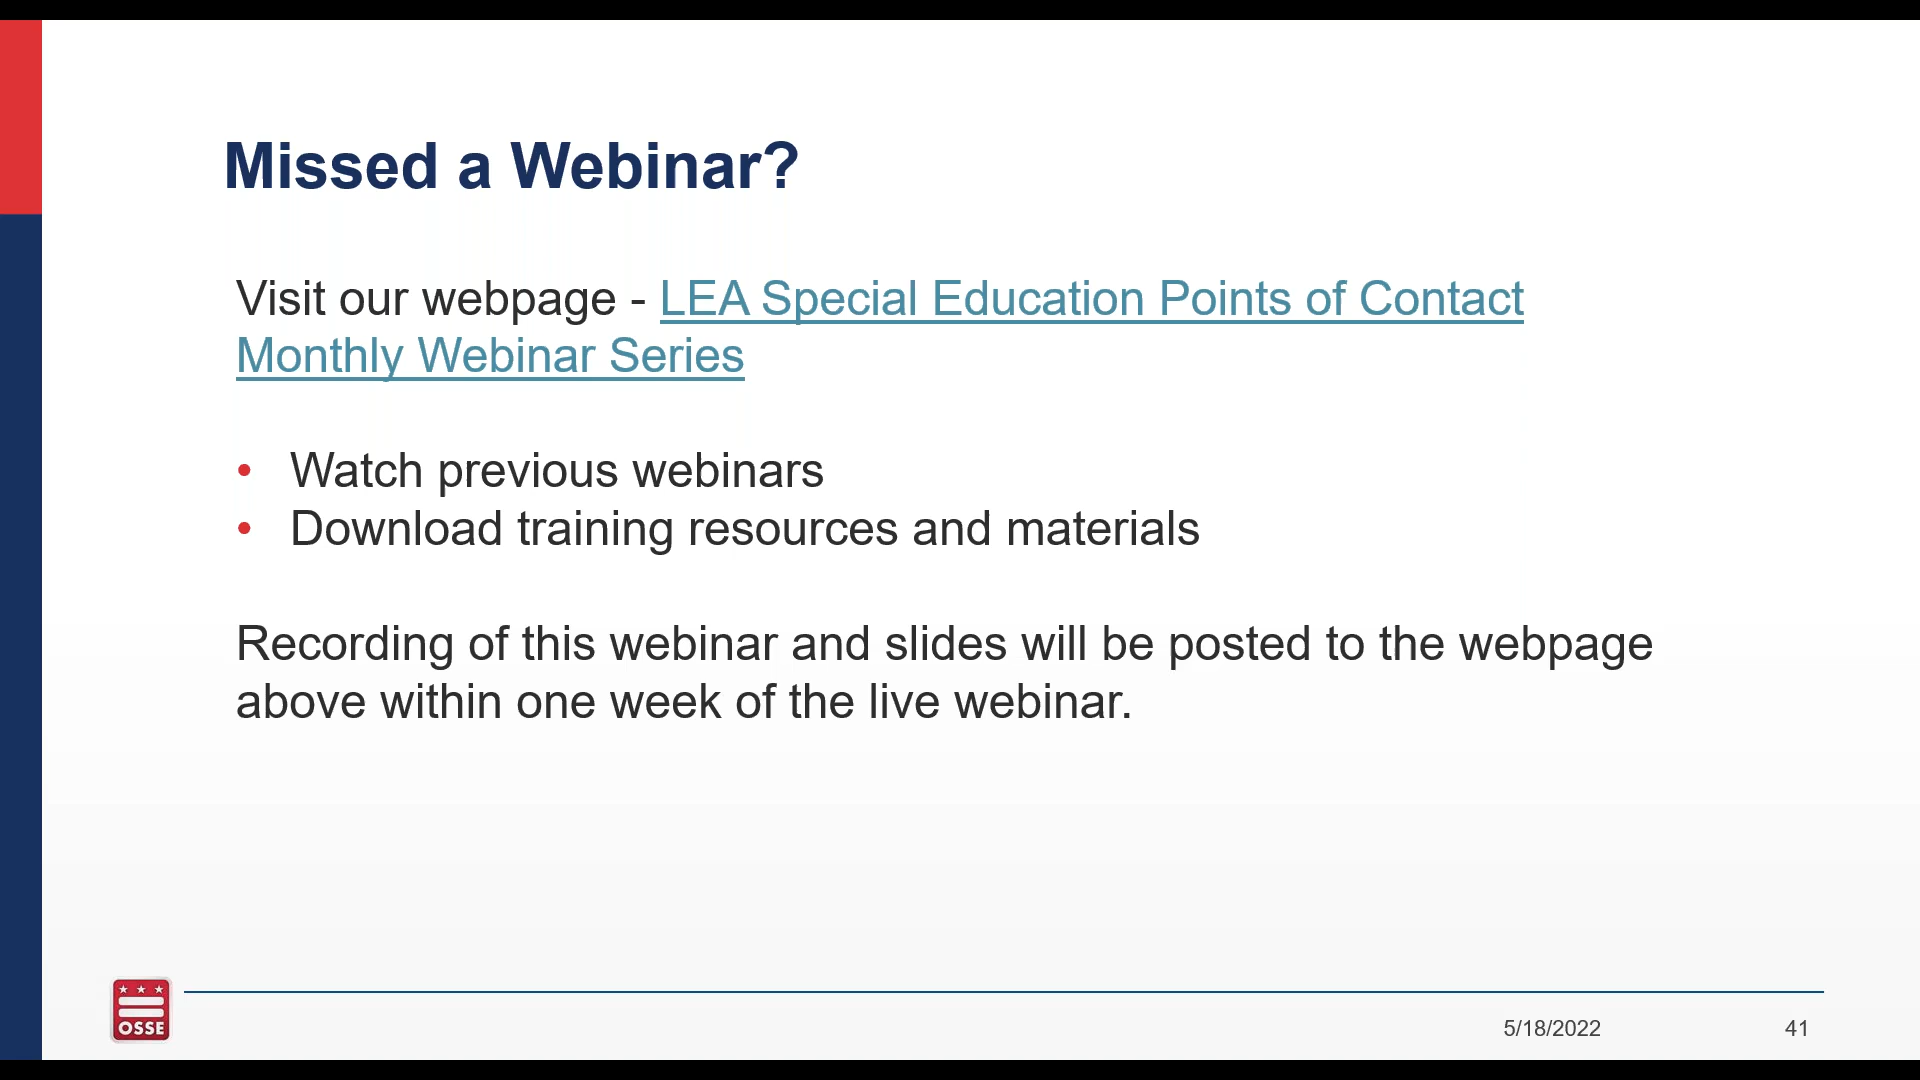 Missed a Webinar?
Visit our webpage - LEA Special Education Points of Contact
Monthly Webinar Series
• Watch previous webinars
• Download training resources and materials
Recording of this webinar and slides will be posted to the webpage
above within one week of the live webinar.
OSSE
5/18/2022
41